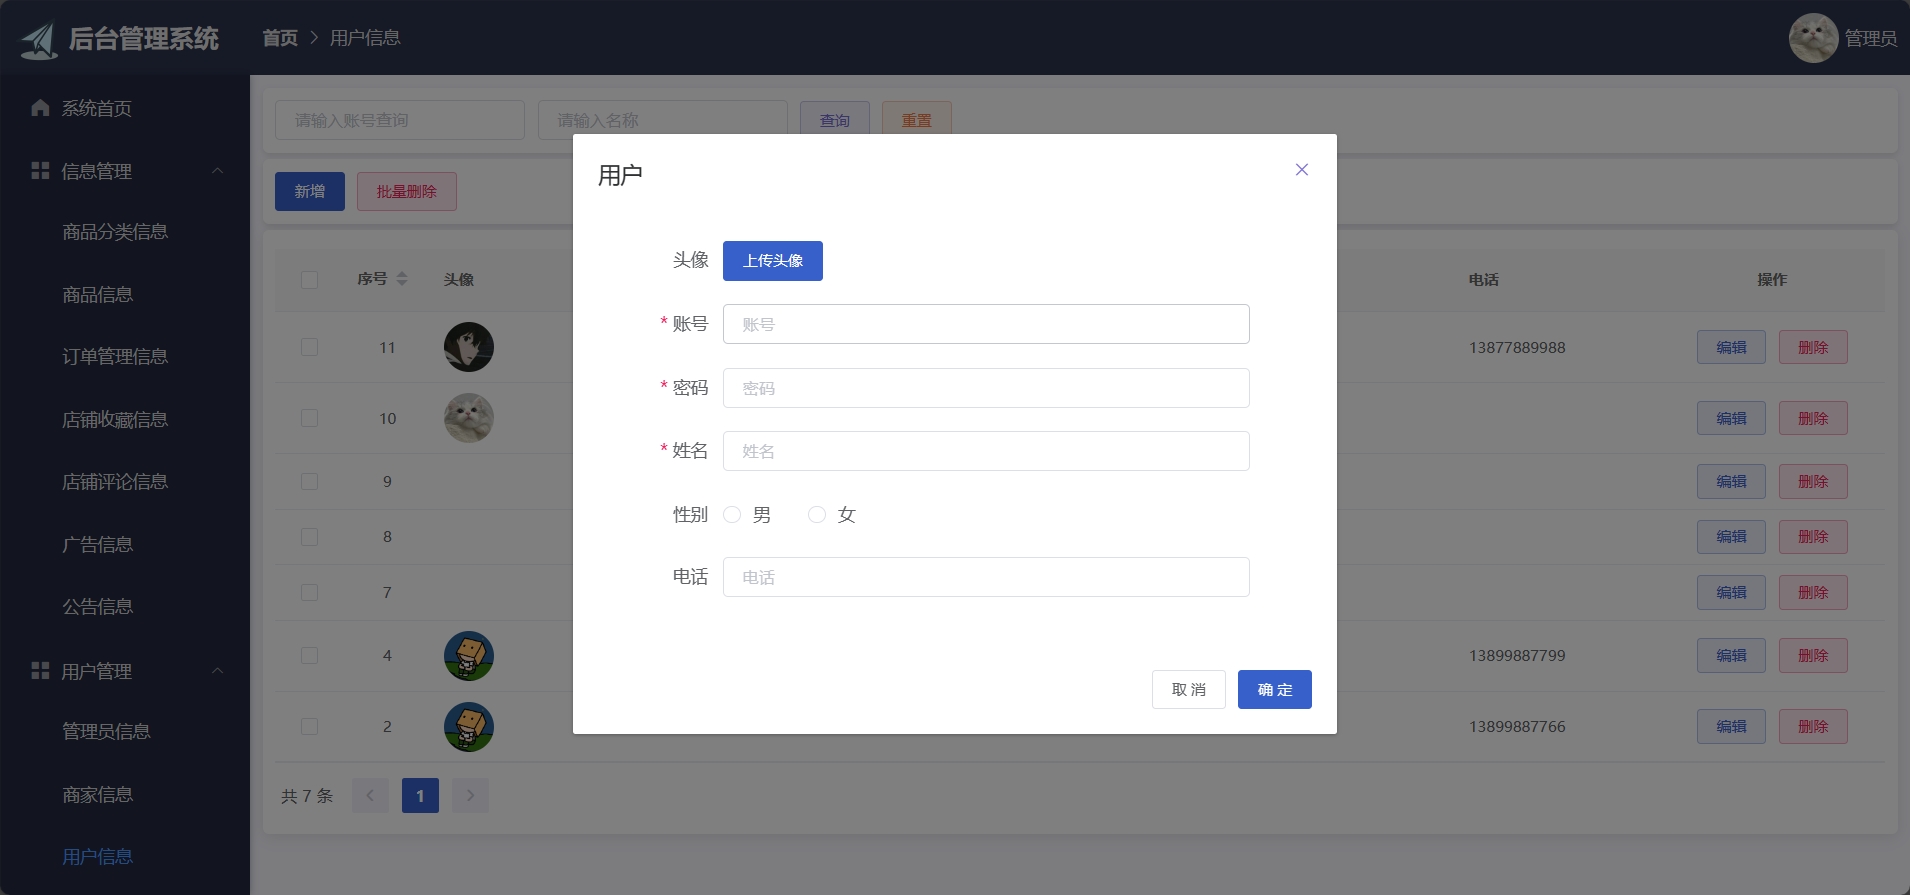 后台管理系统
首页 > 用户信息
管理员
系统首页
信息管理
商品分类信息
商品信息
订单管理信息
店铺收藏信息
店铺评论信息
广告信息
公告信息
用户管理
管理员信息
商家信息
用户信息
请输入账号查询 请输入名称 查询 重置
新增 批量删除
序号 头像 电话 操作
11 13877889988 编辑 删除
10 编辑 删除
9 编辑 删除
8 编辑 删除
7 编辑 删除
4 13899887799 编辑 删除
2 13899887766 编辑 删除
共 7 条 < 1 >
用户
头像 上传头像
* 账号 账号
* 密码 密码
* 姓名 姓名
性别 男 女
电话 电话
取 消 确 定